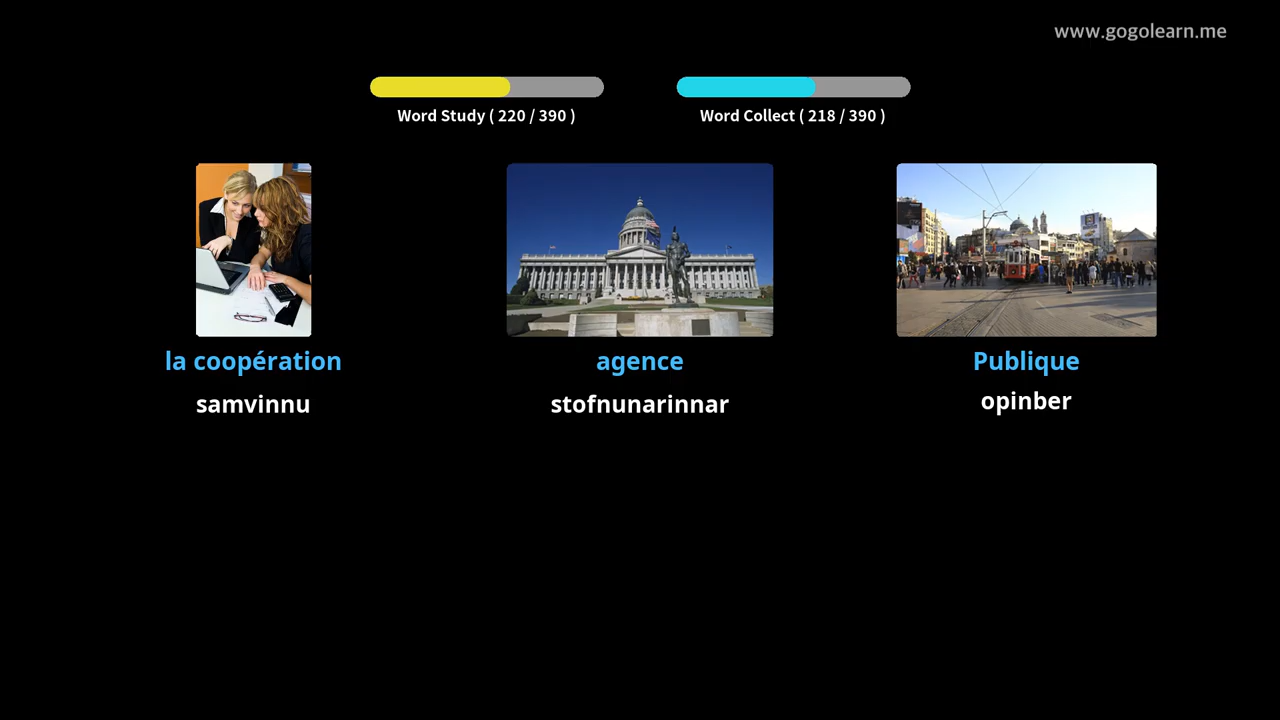 www.gogolearn.me
Word Study ( 220 / 390 )
Word Collect ( 218 / 390 )
la coopération
agence
Publique
samvinnu
stofnunarinnar
opinber